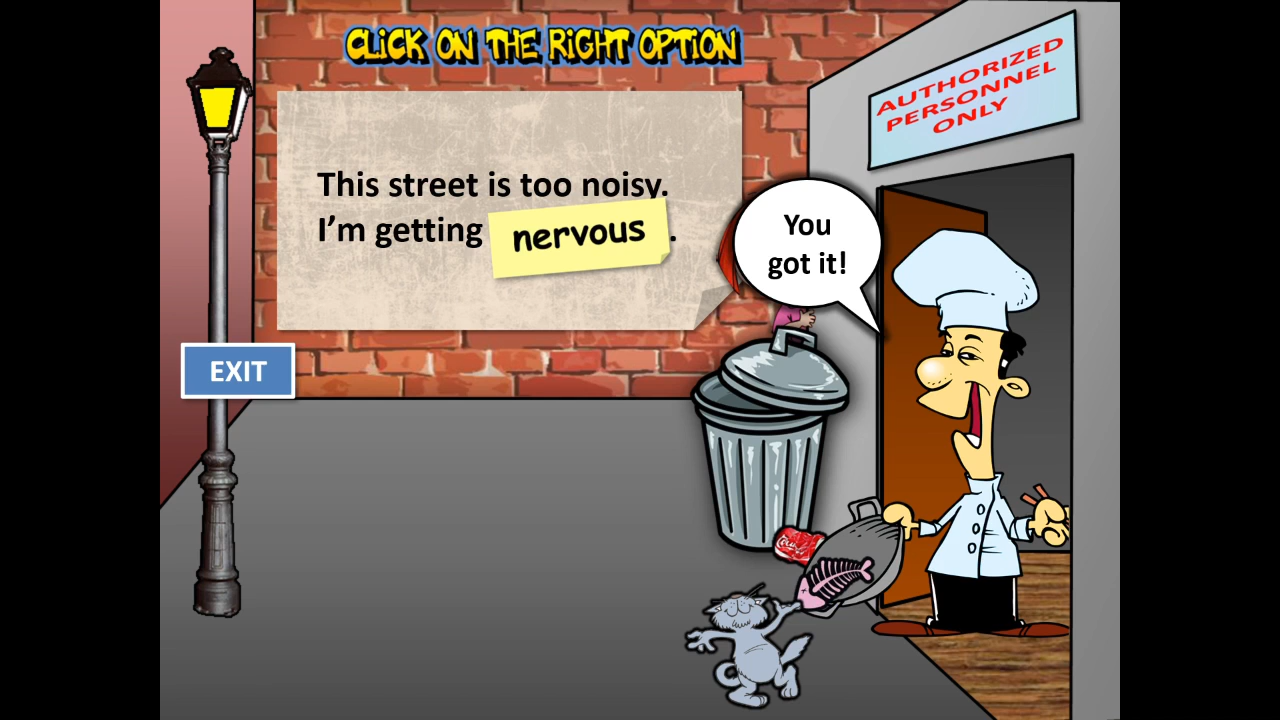 CLICK ON THE RIGHT OPTION
AUTHORIZED
PERSONNEL
ONLY
This street is too noisy.
I'm getting nervous .
You
got it!
EXIT